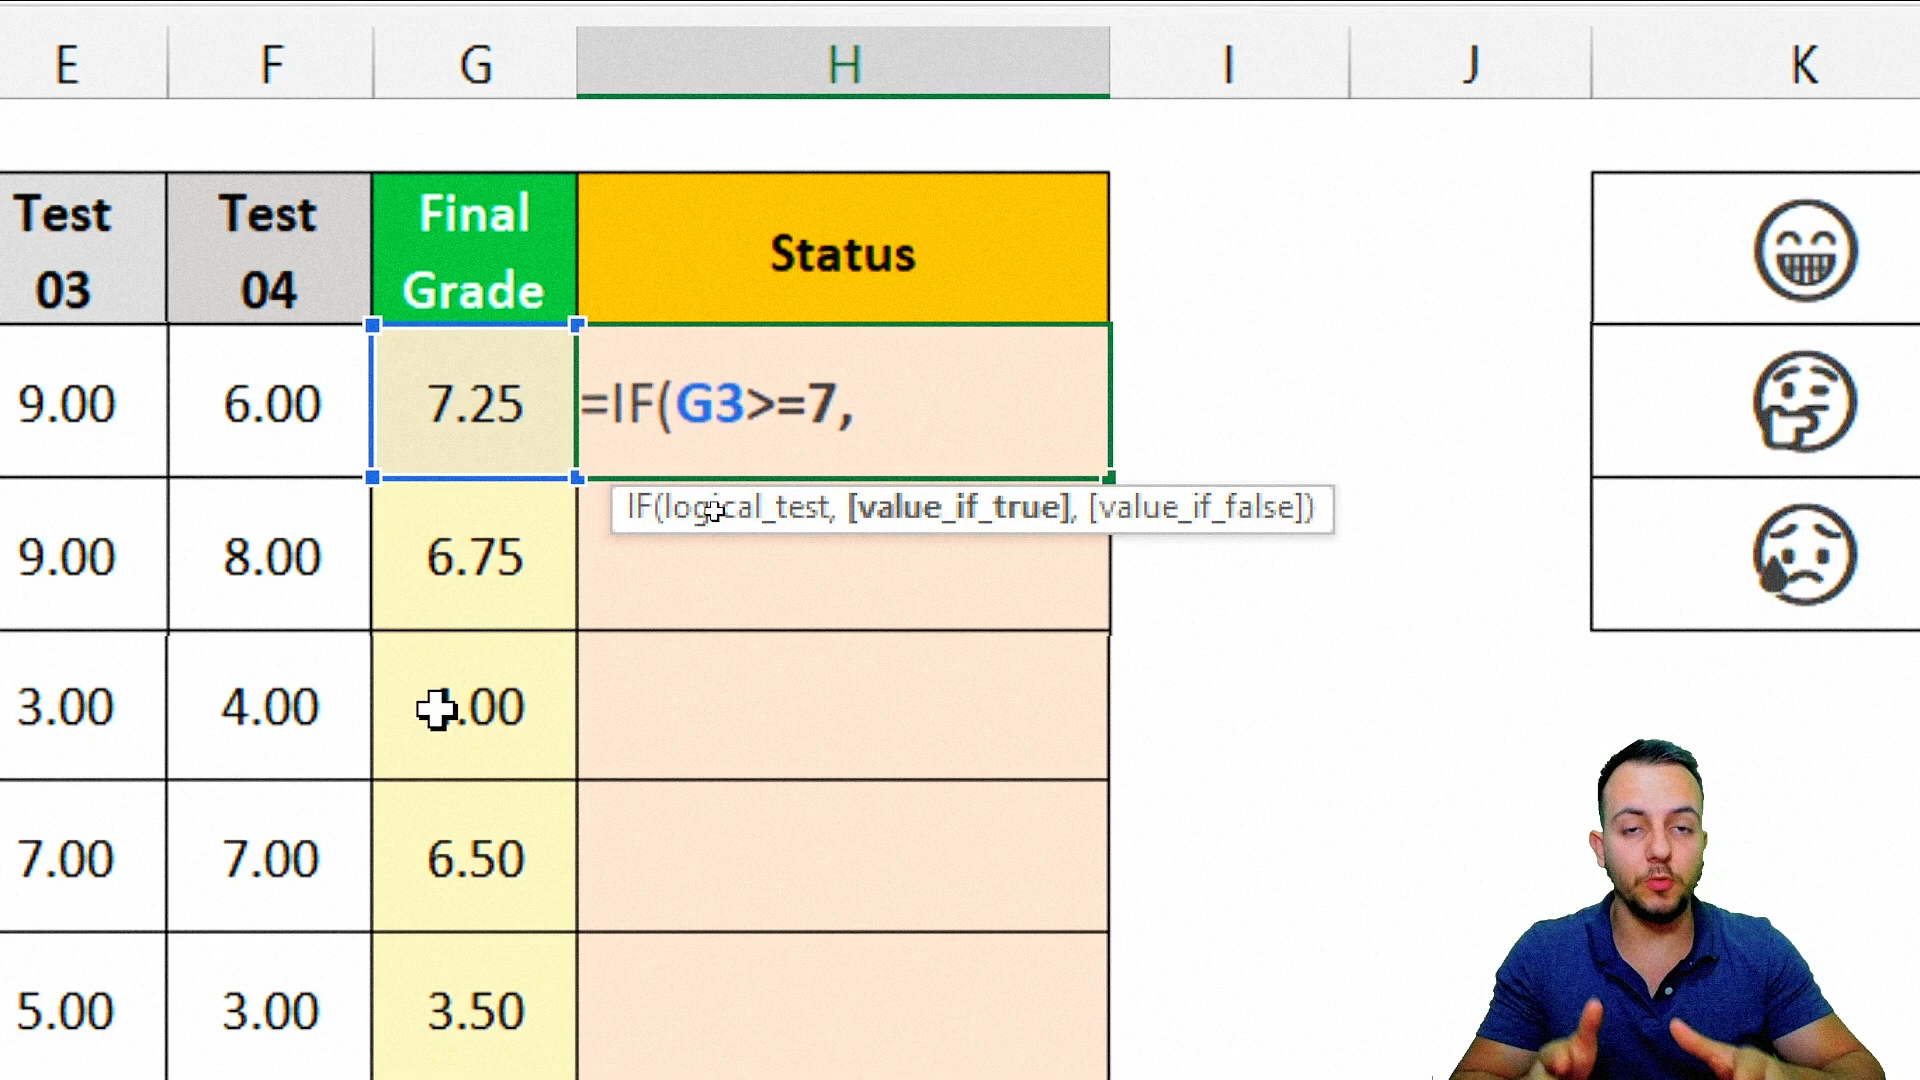 E F G H I J K
Test 03 Test 04 Final Grade Status
9.00 6.00 7.25 =IF(G3>=7,
IF(logical_test, [value_if_true], [value_if_false])
9.00 8.00 6.75
3.00 4.00 .00
7.00 7.00 6.50
5.00 3.00 3.50